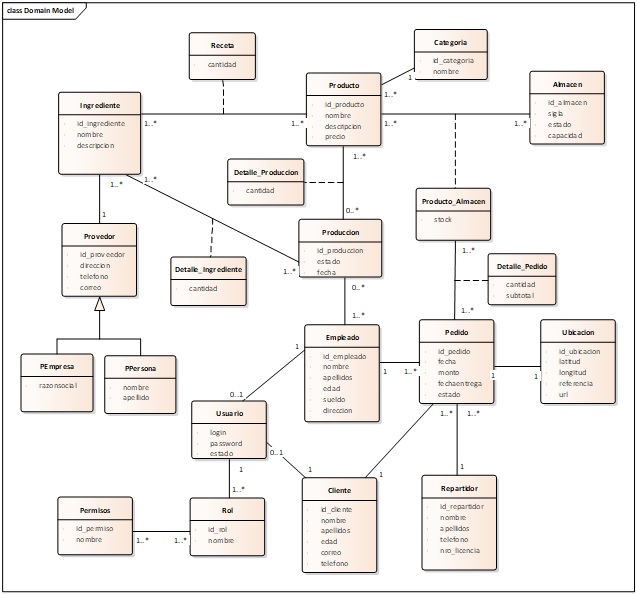 class Domain Model
Receta
cantidad
Categoria
id_categoria
nombre
1
1..*
Ingrediente
id_ingrediente
nombre
descripcion
1..*
1..*
Producto
id_producto
nombre
descripcion
precio
1..*
1..*
Almacen
id_almacen
sigla
estado
capacidad
1..*
1..*
1..*
Detalle_Produccion
cantidad
0..*
Producto_Almacen
stock
1..*
1
Provedor
id_proveedor
direccion
telefono
correo
Detalle_Ingrediente
cantidad
1..*
Produccion
id_produccion
estado
fecha
0..*
1..*
Detalle_Pedido
cantidad
subtotal
1..*
PEmpresa
razonsocial
PPersona
nombre
apellido
Empleado
id_empleado
nombre
apellidos
edad
sueldo
direccion
1
1
1..*
Pedido
id_pedido
fecha
monto
fechaentrega
estado
1
1
Ubicacion
id_ubicacion
latitud
longitud
referencia
url
0..1
Usuario
login
password
estado
0..1
1
1..*
1..*
1..*
1
1
1
Permisos
id_permiso
nombre
1..*
1..*
Rol
id_rol
nombre
Cliente
id_cliente
nombre
apellidos
edad
correo
telefono
Repartidor
id_repartidor
nombre
apellidos
telefono
nro_licencia